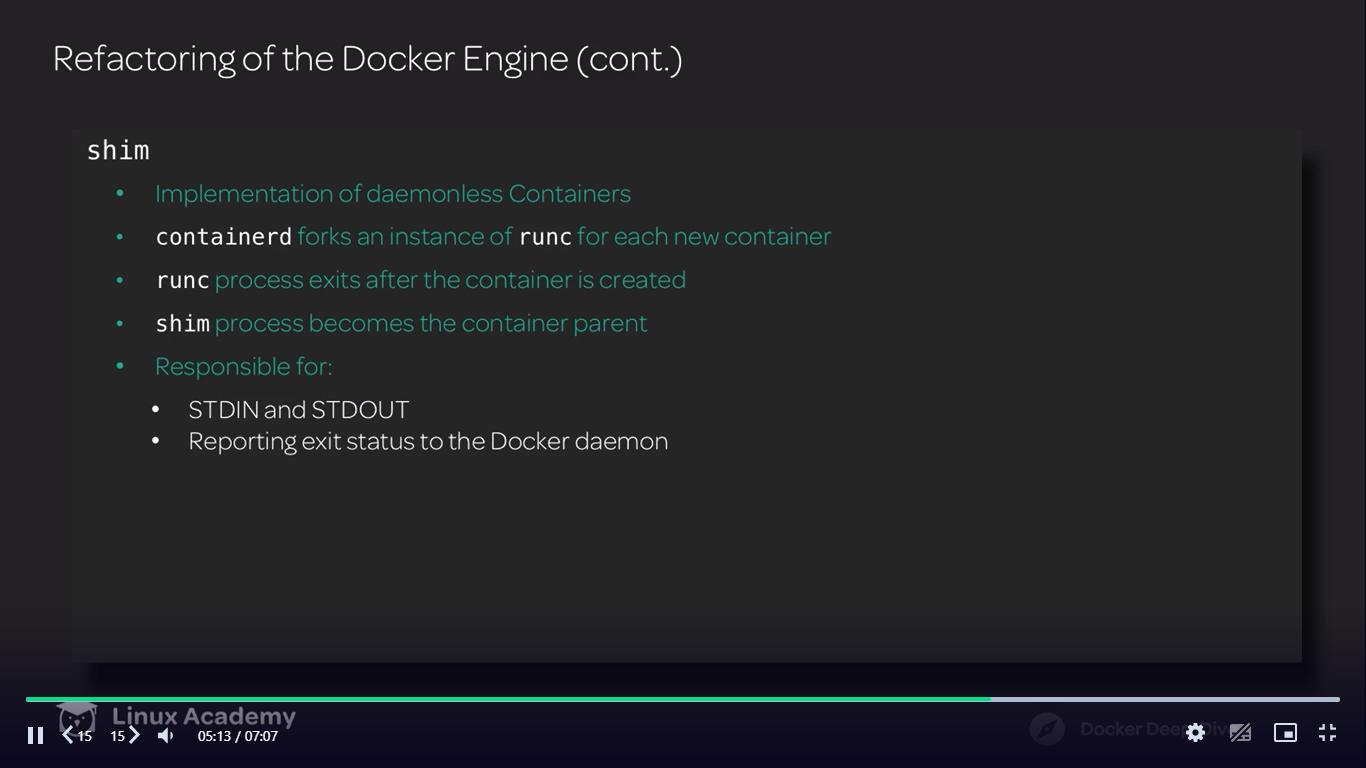 Refactoring of the Docker Engine (cont.)
shim
• Implementation of daemonless Containers
• containerd forks an instance of runc for each new container
• runc process exits after the container is created
• shim process becomes the container parent
• Responsible for:
• STDIN and STDOUT
• Reporting exit status to the Docker daemon
Linux Academy
Docker Deep Dive
15 15 05:13 / 07:07